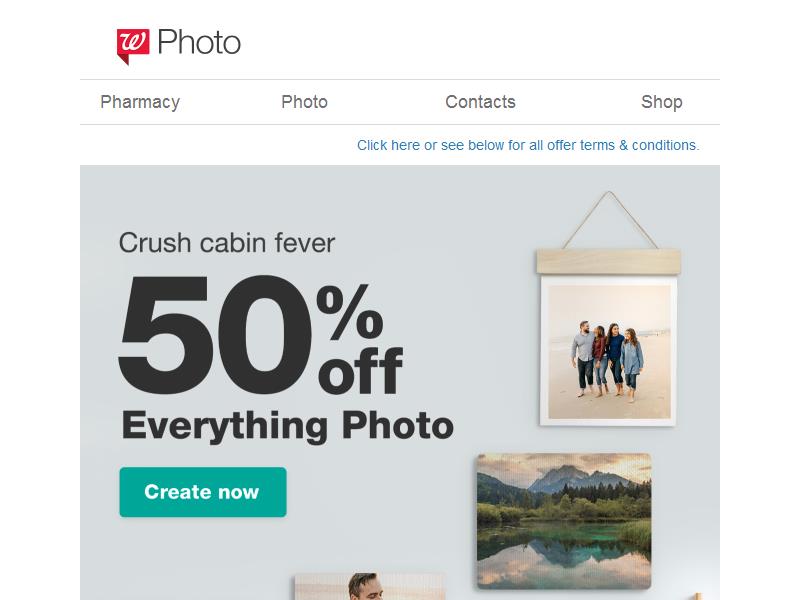 W Photo
Pharmacy Photo Contacts Shop
Click here or see below for all offer terms & conditions.
Crush cabin fever
50% off
Everything Photo
Create now